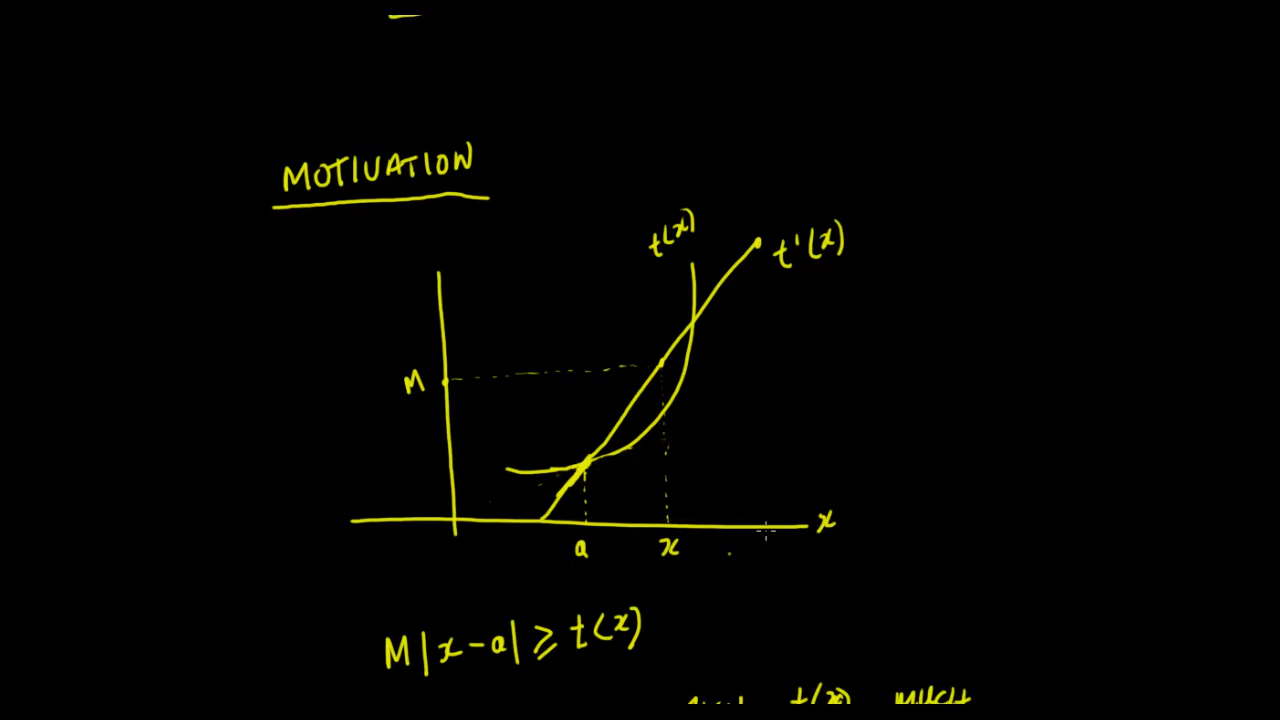 MOTIVATION
t(x)
t'(x)
M
x
a
x
M|x-a| ≥ t(x)
t(x)